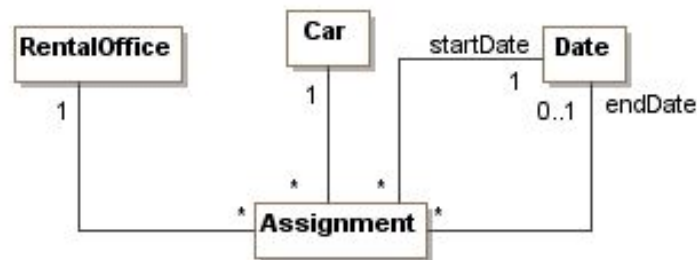 RentalOffice
Car
startDate
Date
1
1
1
0..1
endDate
*
*
*
*
Assignment